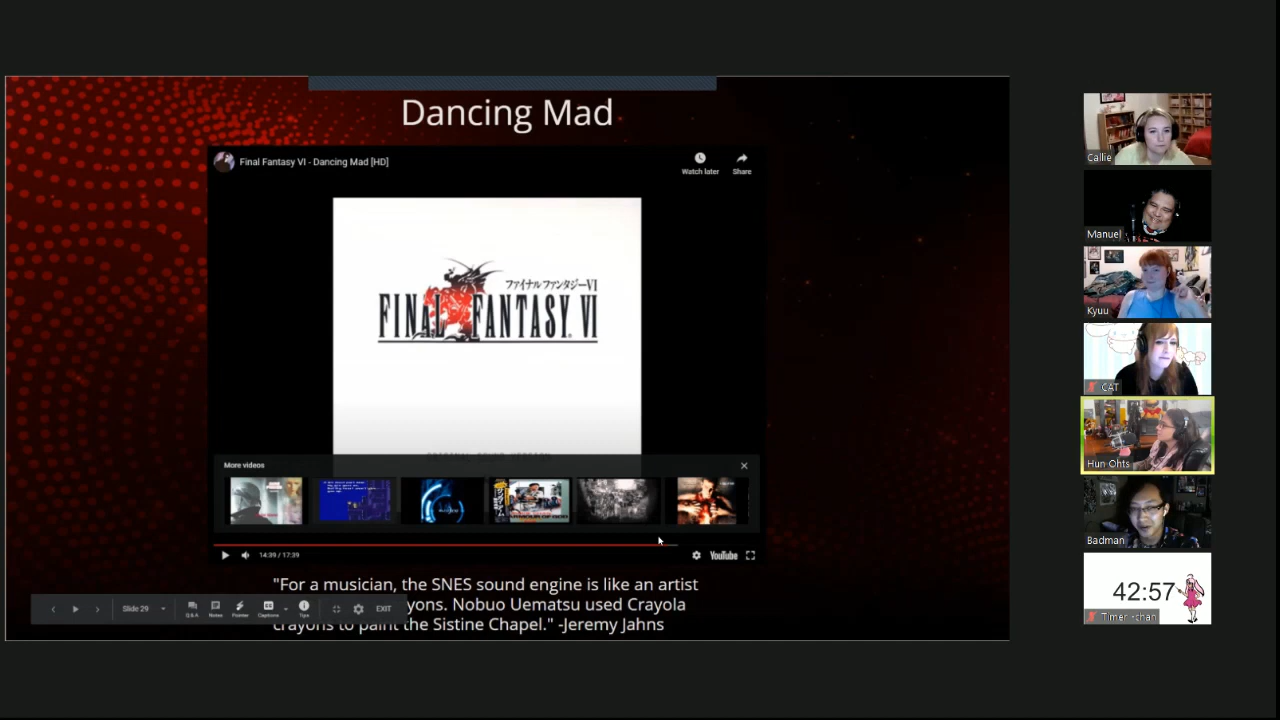 Dancing Mad
Final Fantasy VI - Dancing Mad [HD]
Watch later
Share
ファイナルファンタジーVI
FINAL FANTASY VI
More videos
14:39 / 17:39
YouTube
"For a musician, the SNES sound engine is like an artist
yons. Nobuo Uematsu used Crayola
crayons to paint the Sistine Chapel." -Jeremy Jahns
Slide 29
Q&A
Notes
Pointer
Captions
Tips
EXIT
Callie
Manuel
Kyuu
CAT
Hun Ohts
Badman
42:57
Timer -chan